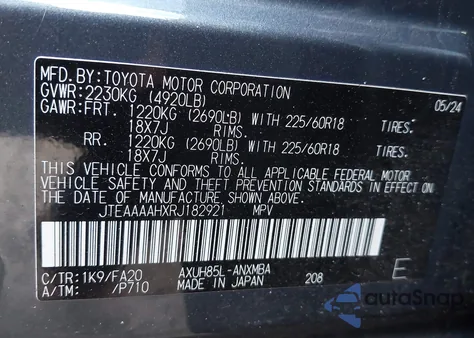 MFD. BY: TOYOTA MOTOR CORPORATION
GVWR: 2230KG (4920LB) 05/24
GAWR: FRT. 1220KG (2690LB) WITH 225/60R18 TIRES,
18X7J RIMS.
RR. 1220KG (2690LB) WITH 225/60R18 TIRES,
18X7J RIMS.
THIS VEHICLE CONFORMS TO ALL APPLICABLE FEDERAL MOTOR
VEHICLE SAFETY AND THEFT PREVENTION STANDARDS IN EFFECT ON
THE DATE OF MANUFACTURE SHOWN ABOVE.
JTEAAAAHXRJ182921 MPV
C/TR: 1K9/FA20 AXUH85L-ANXMBA E
A/TM: /P710 MADE IN JAPAN 208
autoSnap